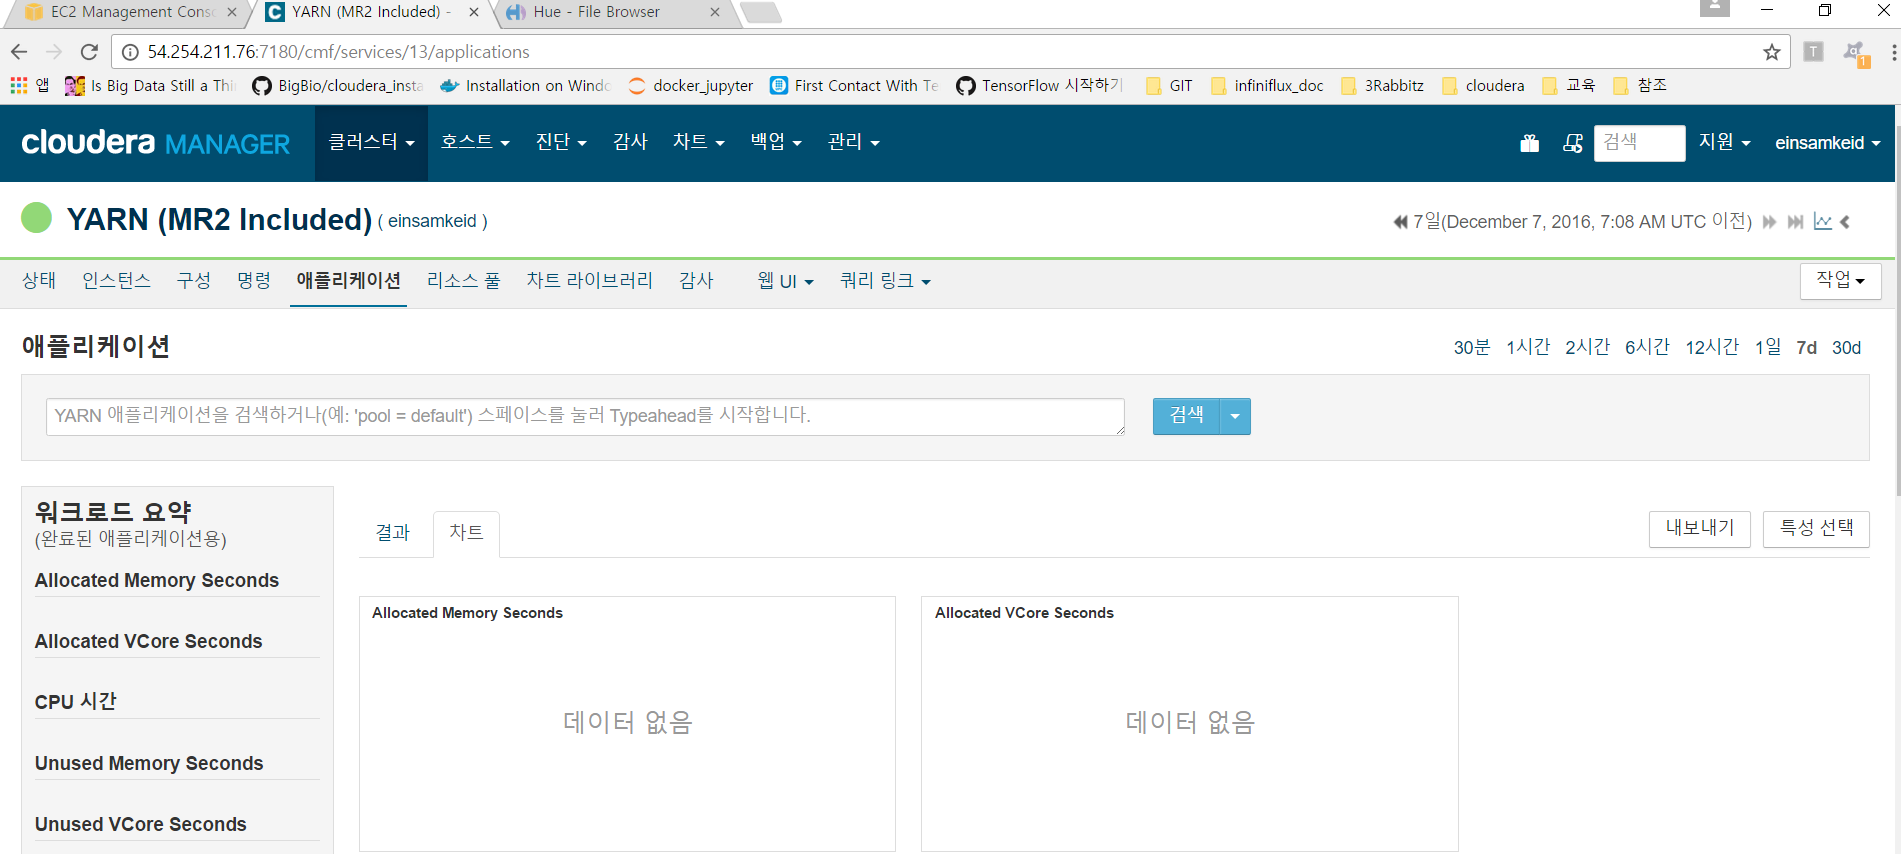 EC2 Management Conso
YARN (MR2 Included) -
Hue - File Browser
54.254.211.76:7180/cmf/services/13/applications
앱
Is Big Data Still a Thi
BigBio/cloudera_insta
Installation on Windo
docker_jupyter
First Contact With Te
TensorFlow 시작하기
GIT
infiniflux_doc
3Rabbitz
cloudera
교육
참조
cloudera MANAGER
클러스터
호스트
진단
감사
차트
백업
관리
검색
지원
einsamkeid
YARN (MR2 Included) ( einsamkeid )
7일(December 7, 2016, 7:08 AM UTC 이전)
상태
인스턴스
구성
명령
애플리케이션
리소스 풀
차트 라이브러리
감사
웹 UI
쿼리 링크
작업
애플리케이션
30분
1시간
2시간
6시간
12시간
1일
7d
30d
YARN 애플리케이션을 검색하거나(예: 'pool = default') 스페이스를 눌러 Typeahead를 시작합니다.
검색
워크로드 요약
(완료된 애플리케이션용)
Allocated Memory Seconds
Allocated VCore Seconds
CPU 시간
Unused Memory Seconds
Unused VCore Seconds
결과
차트
내보내기
특성 선택
Allocated Memory Seconds
데이터 없음
Allocated VCore Seconds
데이터 없음